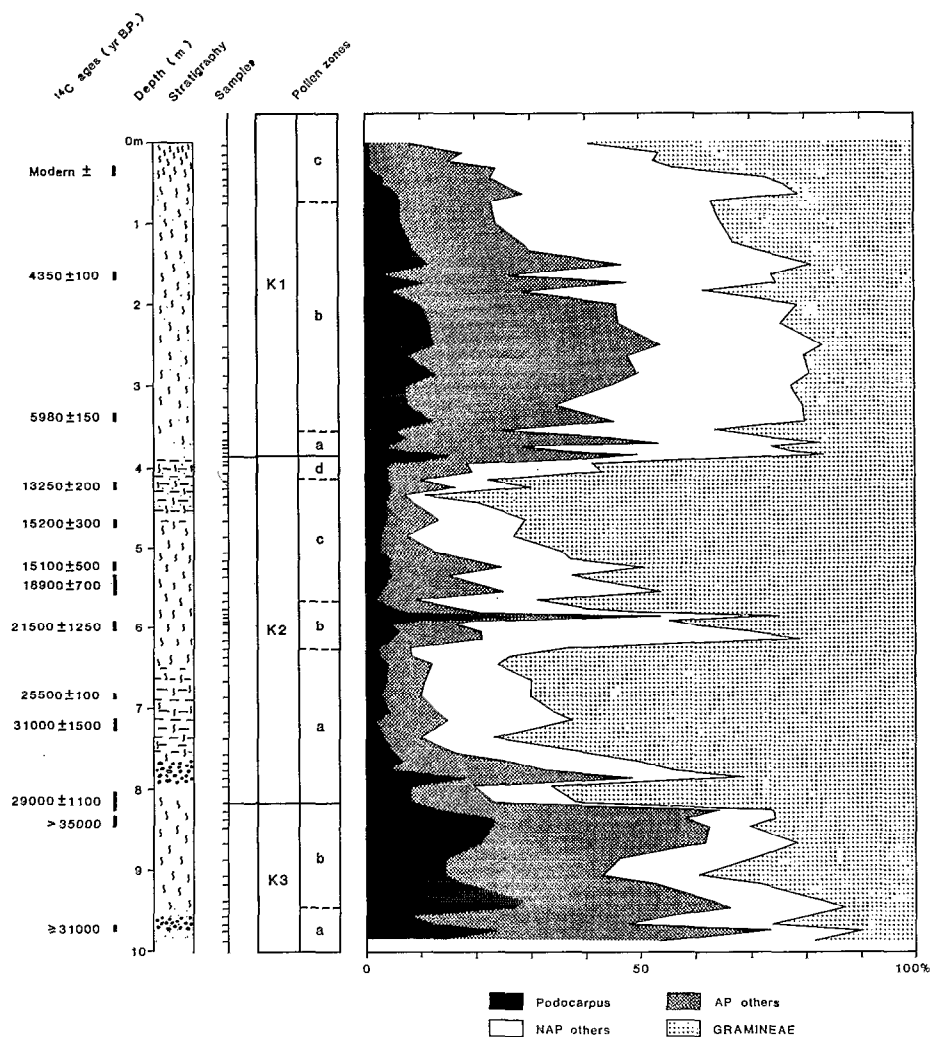 14C ages (yr B.P.)
Depth (m)
Stratigraphy
Samples
Pollen zones
0m
1
2
3
4
5
6
7
8
9
10
Modern ±
4350±100
5980±150
13250±200
15200±300
15100±500
18900±700
21500±1250
25500±100
31000±1500
29000±1100
>35000
≥31000
K1
K2
K3
c
b
a
d
c
b
a
b
a
0
50
100%
Podocarpus
AP others
NAP others
GRAMINEAE